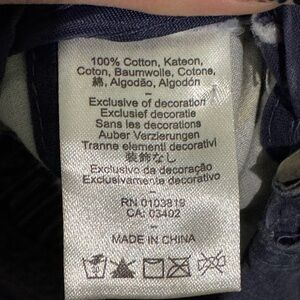 100% Cotton, Kateon,
Coton, Baumwolle, Cotone,
綿, Algodão, Algodón
–
Exclusive of decoration
Exclusief decoratie
Sans les decorations
Auber Verzierungen
Tranne elementi decorativi
装飾なし
Exclusivo da decoração
Exclusivamente decorativo
–
RN 0103819
CA: 03402
–
MADE IN CHINA